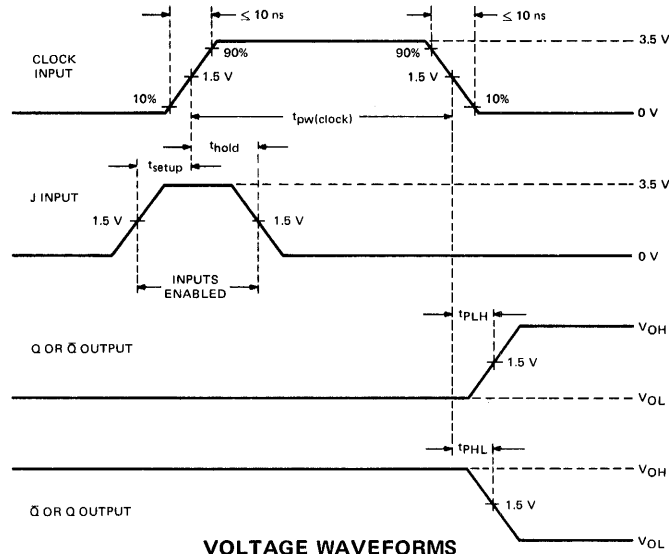 ≤ 10 ns
≤ 10 ns
CLOCK
INPUT
90%
90%
3.5 V
1.5 V
1.5 V
10%
10%
0 V
tpw(clock)
thold
tsetup
J INPUT
3.5 V
1.5 V
1.5 V
0 V
INPUTS
ENABLED
tPLH
VOH
Q OR Q̄ OUTPUT
1.5 V
VOL
tPHL
VOH
Q̄ OR Q OUTPUT
1.5 V
VOL
VOLTAGE WAVEFORMS